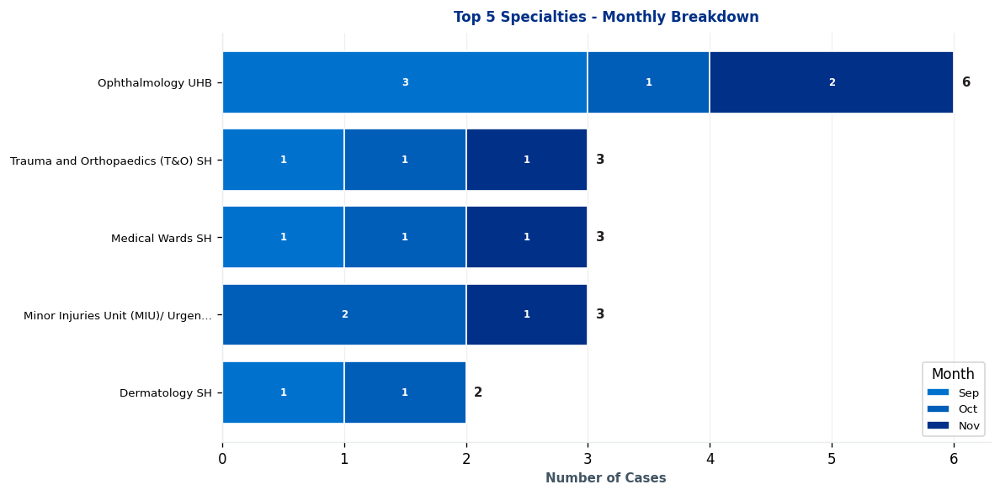 Top 5 Specialties - Monthly Breakdown
Ophthalmology UHB 3 1 2 6
Trauma and Orthopaedics (T&O) SH 1 1 1 3
Medical Wards SH 1 1 1 3
Minor Injuries Unit (MIU)/ Urgen... 2 1 3
Dermatology SH 1 1 2
Month
Sep
Oct
Nov
0 1 2 3 4 5 6
Number of Cases